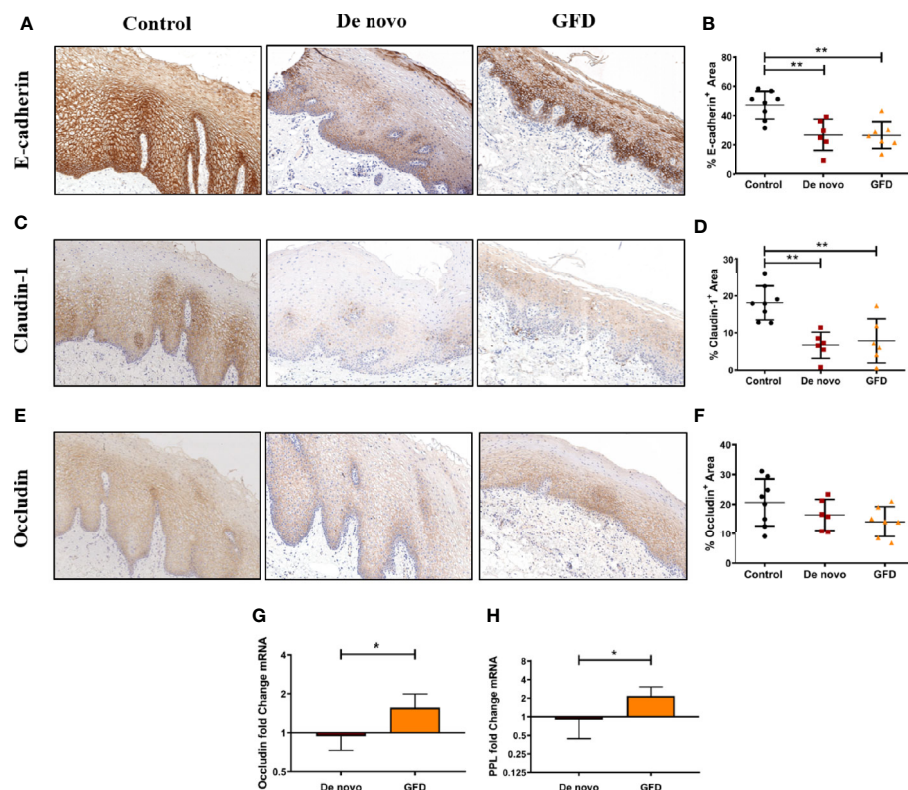 A
Control
De novo
GFD
E-cadherin
B
% E-cadherin+ Area
80
60
40
20
0
**
**
Control
De novo
GFD
C
Claudin-1
D
% Claudin-1+ Area
30
20
10
0
**
**
Control
De novo
GFD
E
Occludin
F
% Occludin+ Area
40
30
20
10
0
Control
De novo
GFD
G
Occludin fold Change mRNA
4
2
1
0.5
*
De novo
GFD
H
PPL fold Change mRNA
8
4
2
1
0.5
0.25
0.125
*
De novo
GFD